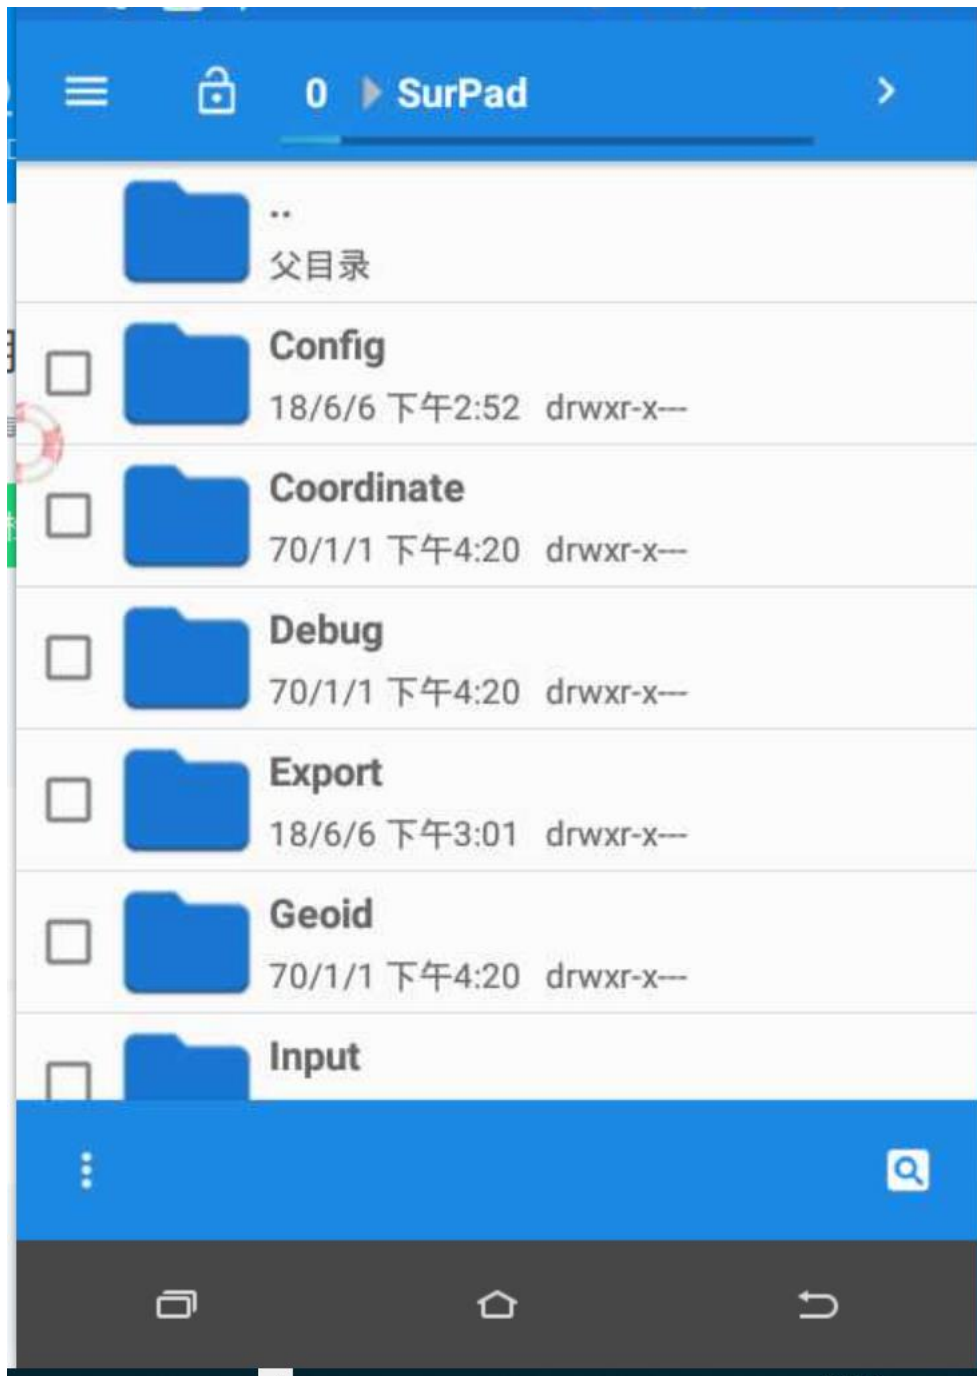 0 SurPad
..
父目录
Config
18/6/6 下午2:52 drwxr-x---
Coordinate
70/1/1 下午4:20 drwxr-x---
Debug
70/1/1 下午4:20 drwxr-x---
Export
18/6/6 下午3:01 drwxr-x---
Geoid
70/1/1 下午4:20 drwxr-x---
Input